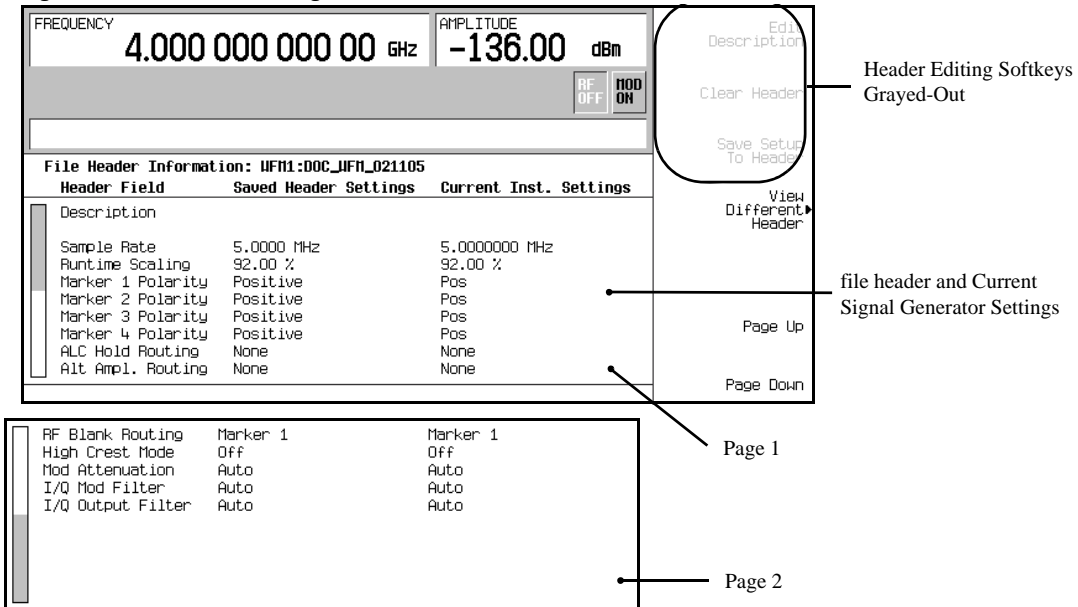 FREQUENCY
4.000 000 000 00 GHz
AMPLITUDE
-136.00 dBm
RF OFF
MOD ON
Edit Description
Clear Header
Save Setup To Header
View Different Header
Page Up
Page Down
File Header Information: WFM1:DOC_WFM_021105
Header Field Saved Header Settings Current Inst. Settings
Description
Sample Rate 5.0000 MHz 5.0000000 MHz
Runtime Scaling 92.00 % 92.00 %
Marker 1 Polarity Positive Pos
Marker 2 Polarity Positive Pos
Marker 3 Polarity Positive Pos
Marker 4 Polarity Positive Pos
ALC Hold Routing None None
Alt Ampl. Routing None None
Header Editing Softkeys
Grayed-Out
file header and Current
Signal Generator Settings
Page 1
RF Blank Routing Marker 1 Marker 1
High Crest Mode Off Off
Mod Attenuation Auto Auto
I/Q Mod Filter Auto Auto
I/Q Output Filter Auto Auto
Page 2